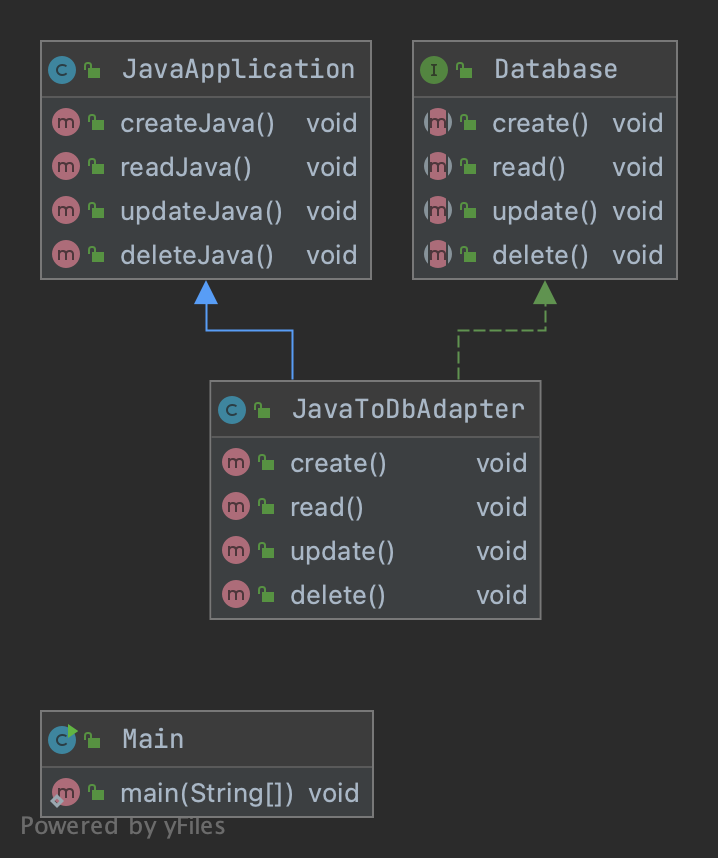 JavaApplication
createJava() void
readJava() void
updateJava() void
deleteJava() void
Database
create() void
read() void
update() void
delete() void
JavaToDbAdapter
create() void
read() void
update() void
delete() void
Main
main(String[]) void
Powered by yFiles